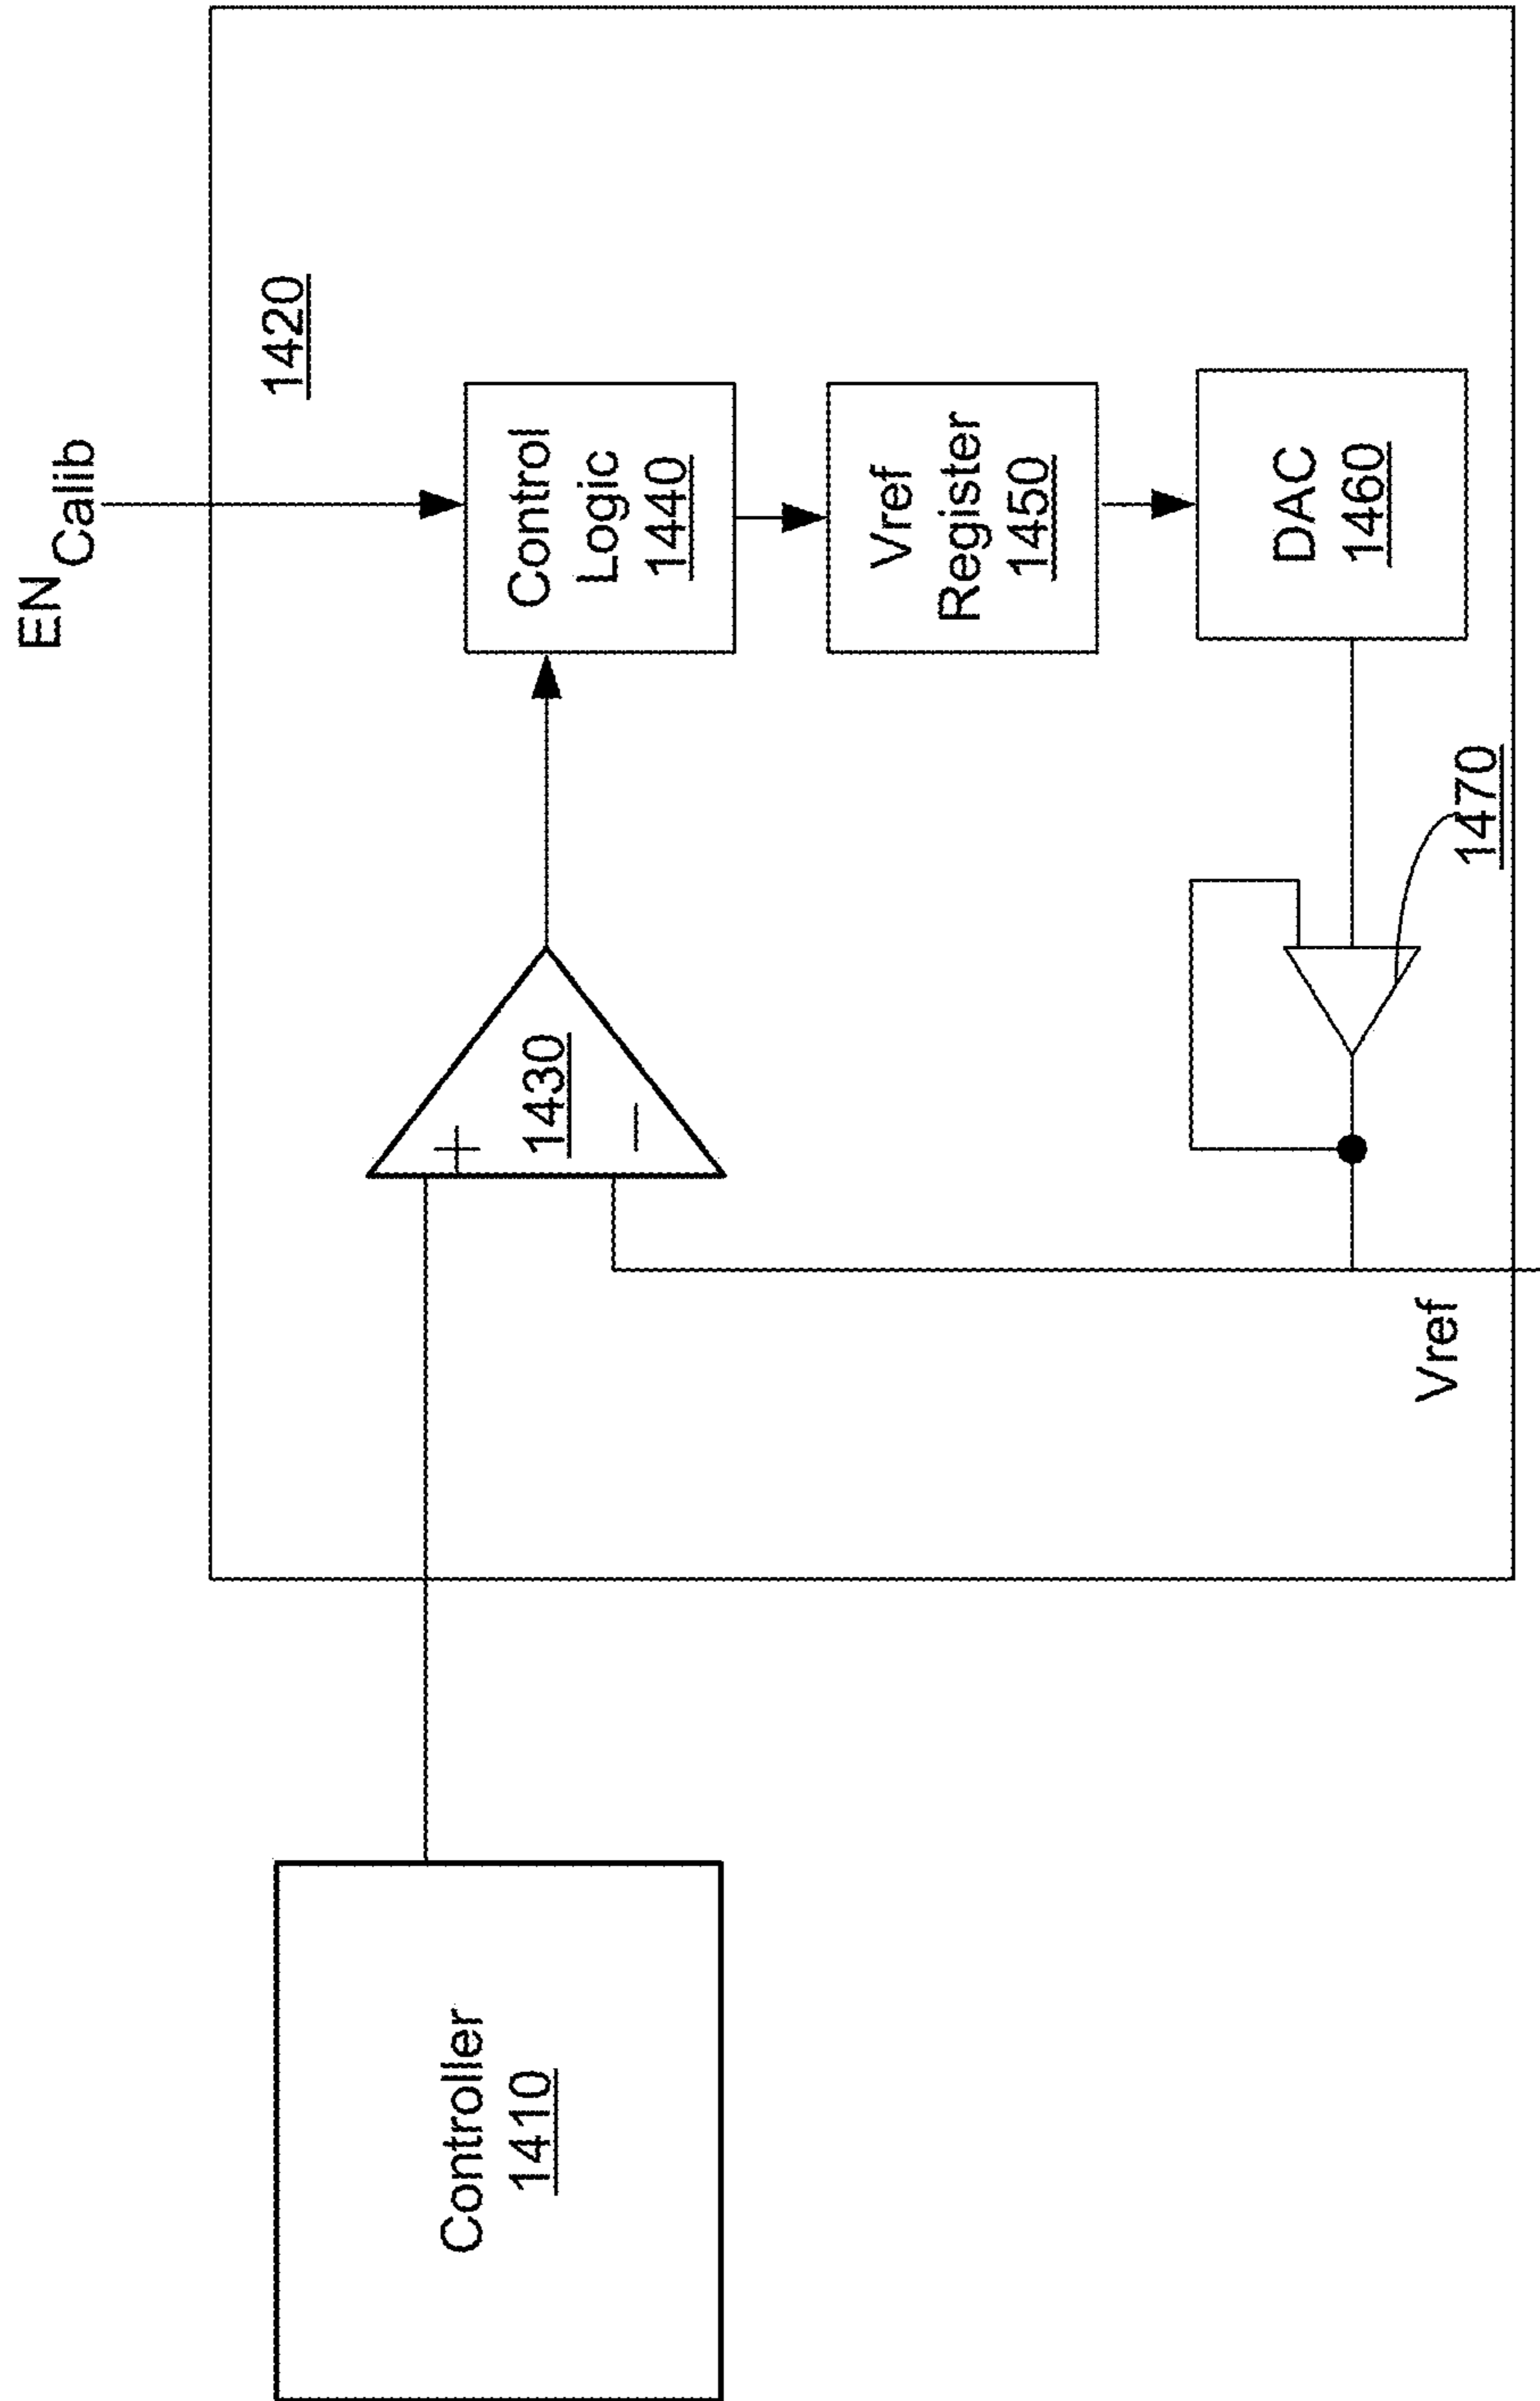 EN Calib
1420
Control
Logic
1440
Vref
Register
1450
DAC
1460
1470
+
1430
−
Vref
Controller
1410